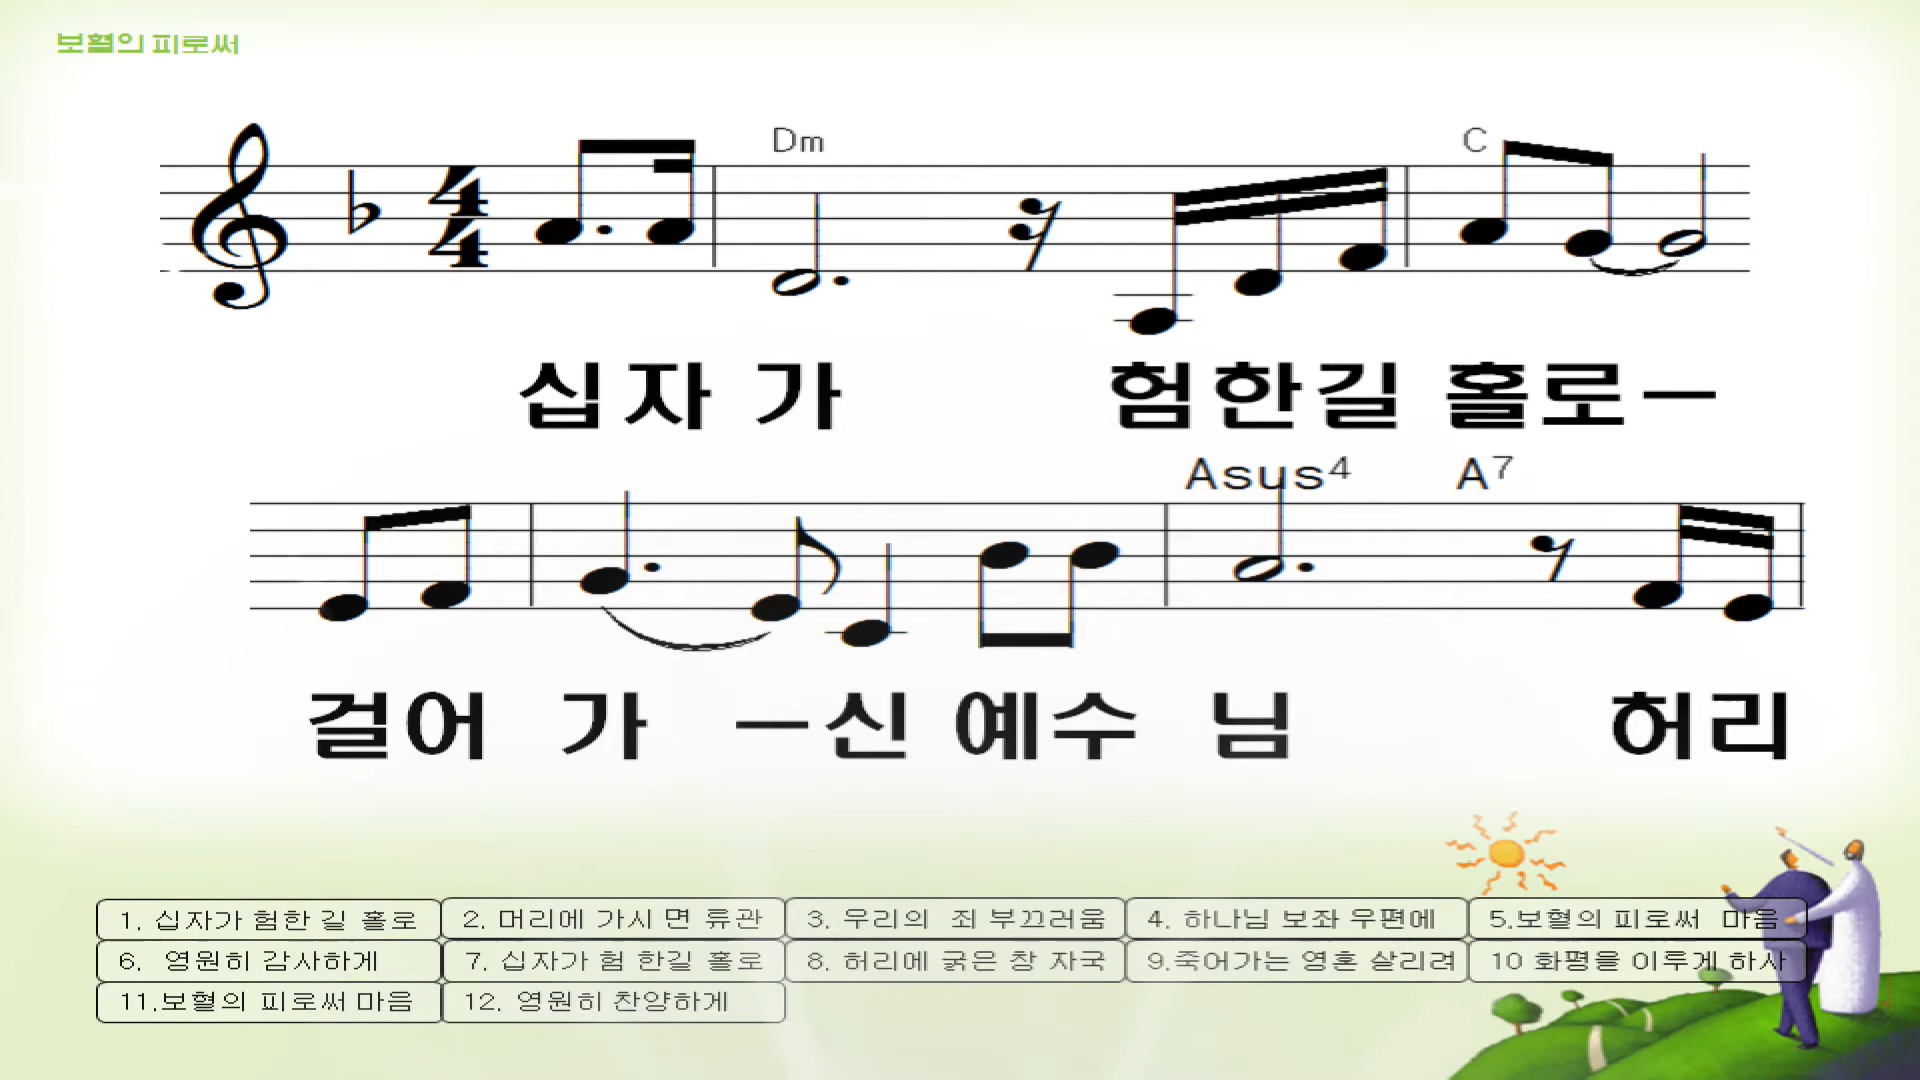 보혈의 피로써
Dm C
십자 가 험한길 홀로ㅡ
Asus4 A7
걸어 가 ㅡ신 예수 님 허리
1. 십자가 험한 길 홀로 2. 머리에 가시 면 류관 3. 우리의 죄 부끄러움 4. 하나님 보좌 우편에 5.보혈의 피로써 마음
6. 영원히 감사하게 7. 십자가 험 한길 홀로 8. 허리에 굵은 창 자국 9.죽어가는 영혼 살리려 10 화평을 이루게 하사
11.보혈의 피로써 마음 12. 영원히 찬양하게